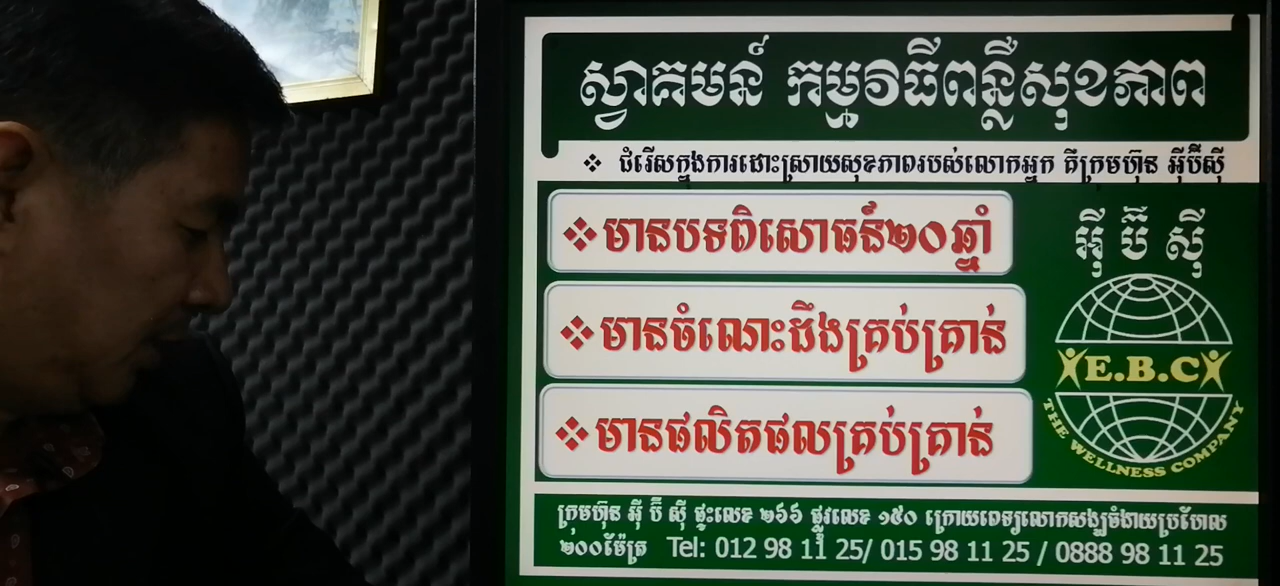 ស្វាគមន៍ កម្មវិធីពន្លឺសុខភាព
❖ ជំរើសក្នុងការដោះស្រាយសុខភាពរបស់លោកអ្នក គឺក្រុមហ៊ុន អ៊ីប៊ីស៊ី
❖មានបទពិសោធន៍២០ឆ្នាំ
❖មានចំណេះដឹងគ្រប់គ្រាន់
❖មានផលិតផលគ្រប់គ្រាន់
អ៊ី ប៊ី ស៊ី
E.B.C
THE WELLNESS COMPANY
ក្រុមហ៊ុន អ៊ី ប៊ី ស៊ី ផ្ទះលេខ ២៦៦ ផ្លូវលេខ ១៥០ ក្រោយពេទ្យលោកសង្ឃចំងាយប្រហែល
២០០ម៉ែត្រ Tel: 012 98 11 25/ 015 98 11 25 / 0888 98 11 25